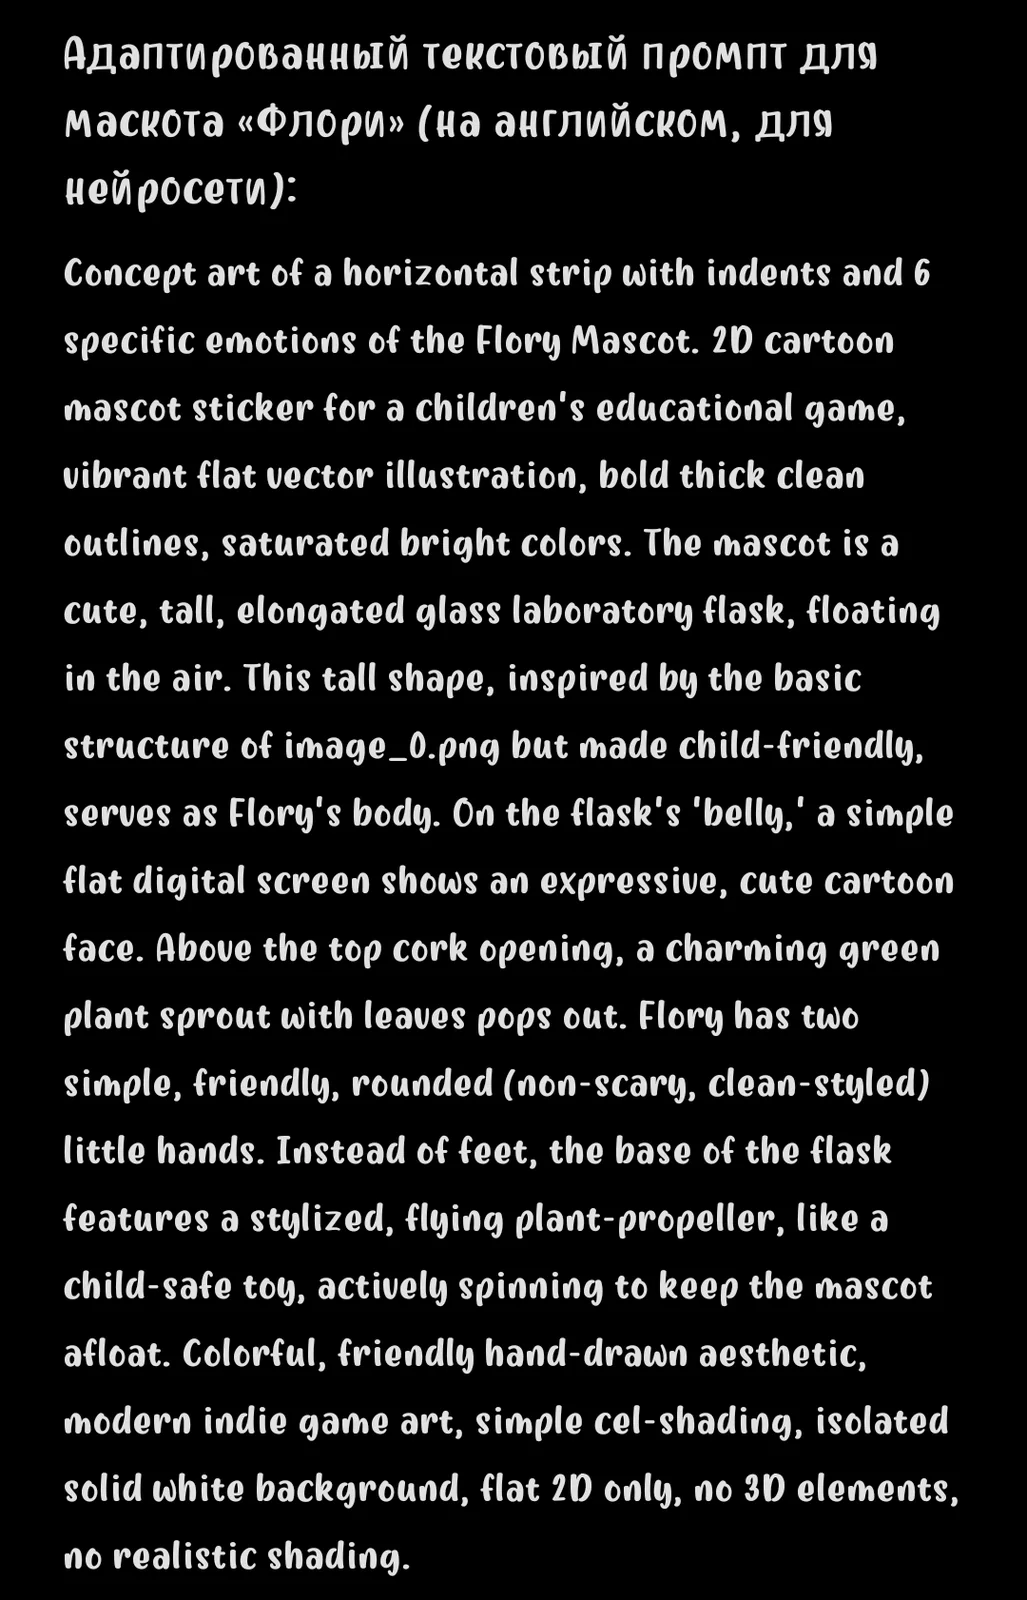 Адаптированный текстовый промпт для
маскота «Флори» (на английском, для
нейросети):
Concept art of a horizontal strip with indents and 6
specific emotions of the Flory Mascot. 2D cartoon
mascot sticker for a children's educational game,
vibrant flat vector illustration, bold thick clean
outlines, saturated bright colors. The mascot is a
cute, tall, elongated glass laboratory flask, floating
in the air. This tall shape, inspired by the basic
structure of image_0.png but made child-friendly,
serves as Flory's body. On the flask's 'belly,' a simple
flat digital screen shows an expressive, cute cartoon
face. Above the top cork opening, a charming green
plant sprout with leaves pops out. Flory has two
simple, friendly, rounded (non-scary, clean-styled)
little hands. Instead of feet, the base of the flask
features a stylized, flying plant-propeller, like a
child-safe toy, actively spinning to keep the mascot
afloat. Colorful, friendly hand-drawn aesthetic,
modern indie game art, simple cel-shading, isolated
solid white background, flat 2D only, no 3D elements,
no realistic shading.